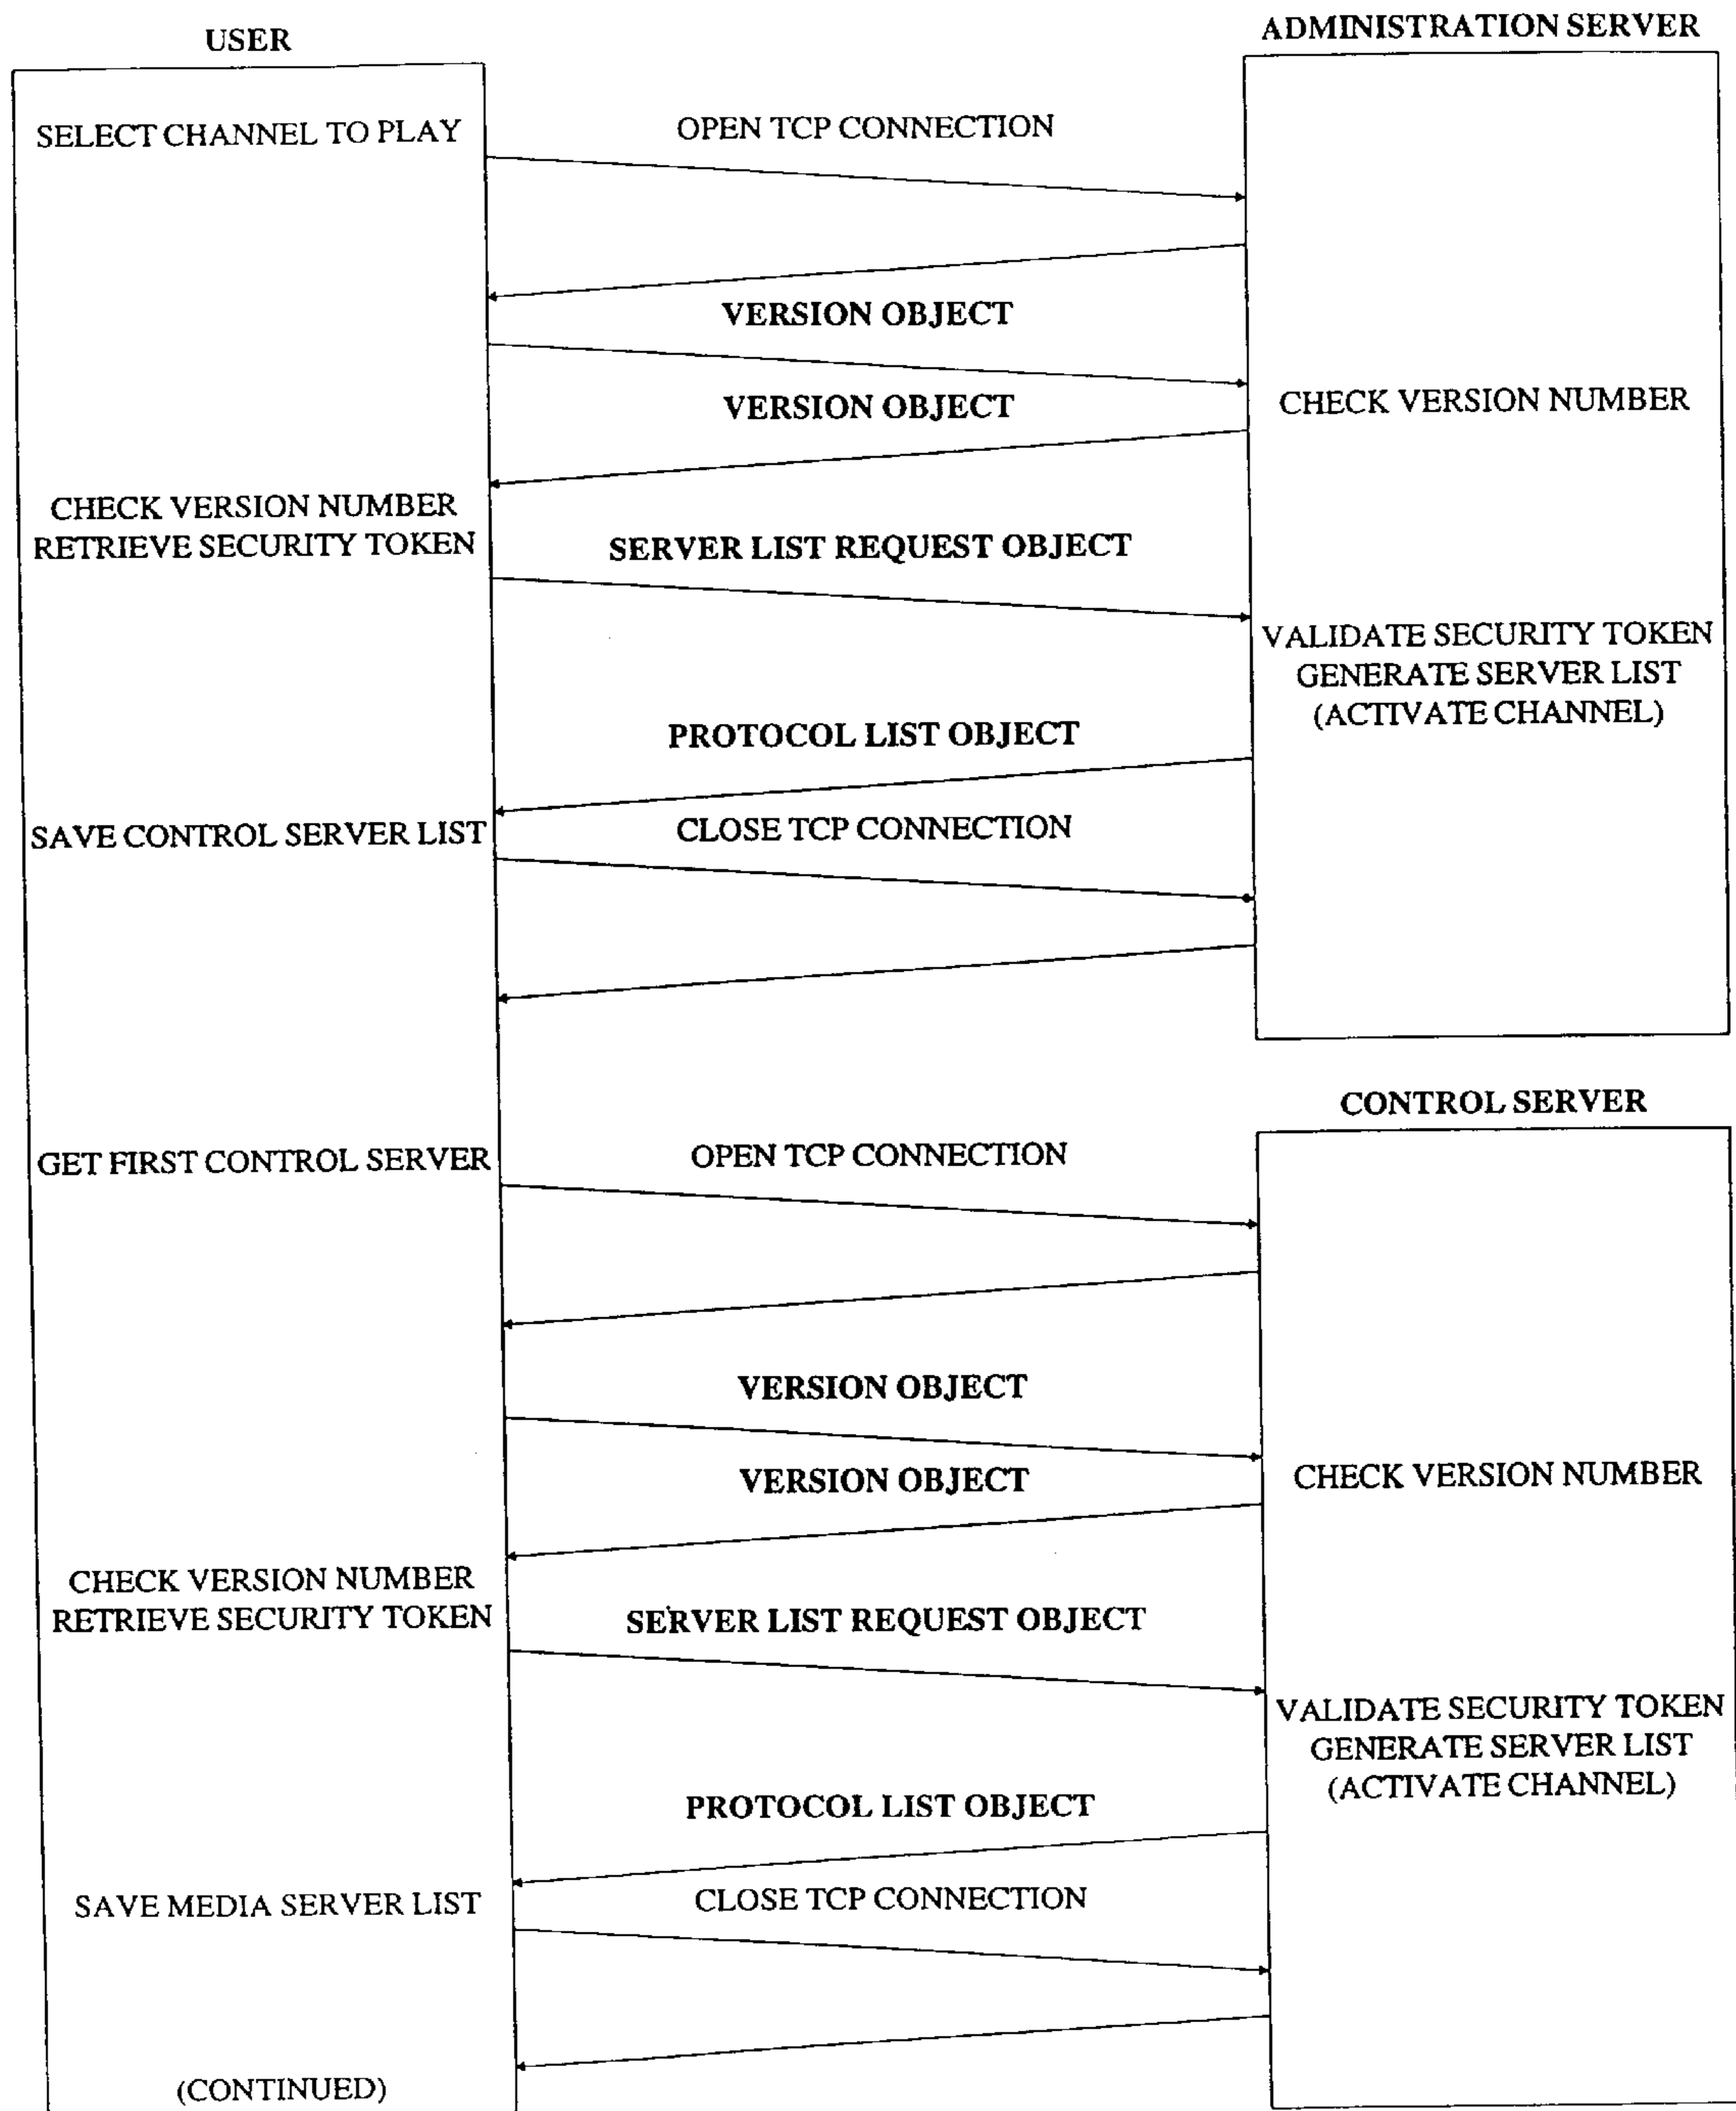 USER
ADMINISTRATION SERVER
SELECT CHANNEL TO PLAY
OPEN TCP CONNECTION
VERSION OBJECT
VERSION OBJECT
CHECK VERSION NUMBER
CHECK VERSION NUMBER
RETRIEVE SECURITY TOKEN
SERVER LIST REQUEST OBJECT
VALIDATE SECURITY TOKEN
GENERATE SERVER LIST
(ACTIVATE CHANNEL)
PROTOCOL LIST OBJECT
SAVE CONTROL SERVER LIST
CLOSE TCP CONNECTION
CONTROL SERVER
GET FIRST CONTROL SERVER
OPEN TCP CONNECTION
VERSION OBJECT
VERSION OBJECT
CHECK VERSION NUMBER
CHECK VERSION NUMBER
RETRIEVE SECURITY TOKEN
SERVER LIST REQUEST OBJECT
VALIDATE SECURITY TOKEN
GENERATE SERVER LIST
(ACTIVATE CHANNEL)
PROTOCOL LIST OBJECT
SAVE MEDIA SERVER LIST
CLOSE TCP CONNECTION
(CONTINUED)